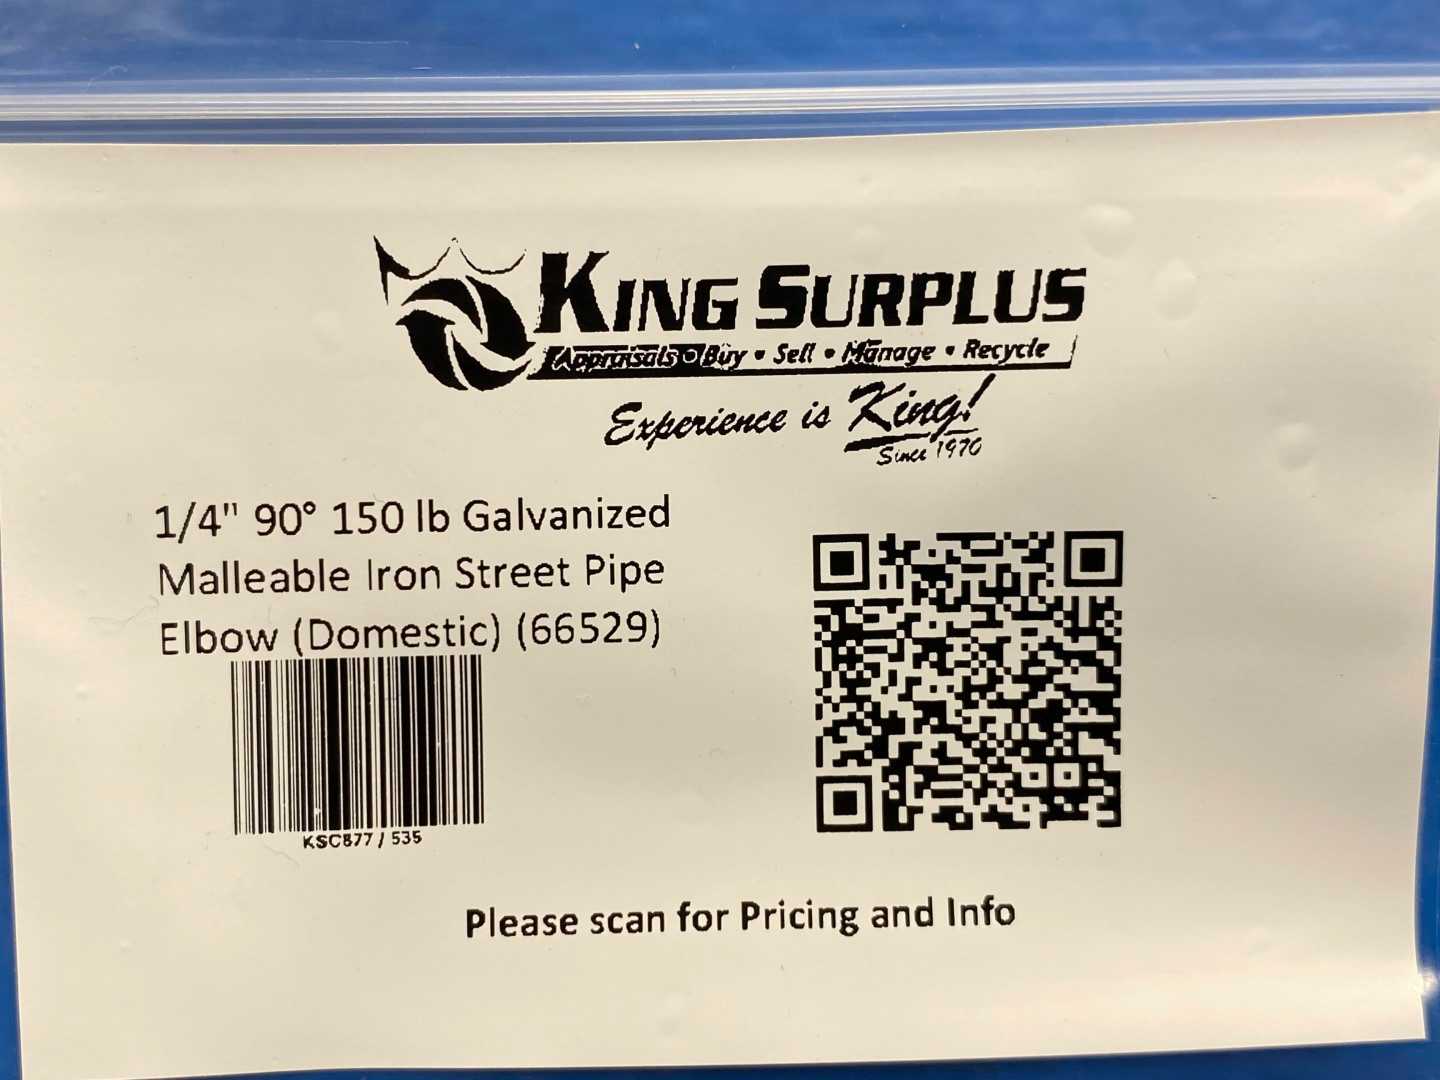 KING SURPLUS
Appraisals • Buy • Sell • Manage • Recycle
Experience is King!
Since 1970
1/4" 90° 150 lb Galvanized
Malleable Iron Street Pipe
Elbow (Domestic) (66529)
KSC877 / 535
Please scan for Pricing and Info